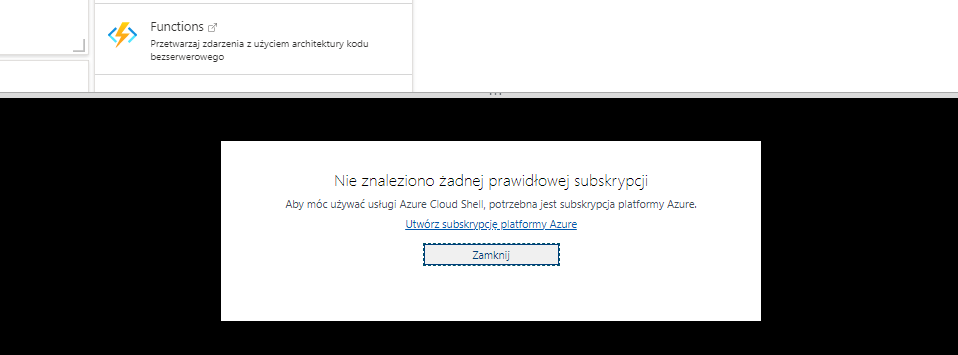 Functions
Przetwarzaj zdarzenia z użyciem architektury kodu
bezserwerowego
Nie znaleziono żadnej prawidłowej subskrypcji
Aby móc używać usługi Azure Cloud Shell, potrzebna jest subskrypcja platformy Azure.
Utwórz subskrypcję platformy Azure
Zamknij